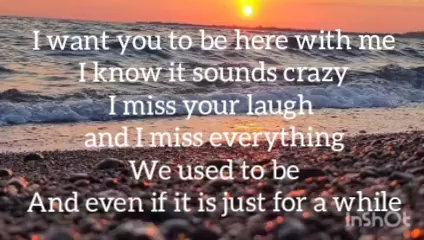 I want you to be here with me
I know it sounds crazy
I miss your laugh
and I miss everything
We used to be
And even if it is just for a while
InShOt